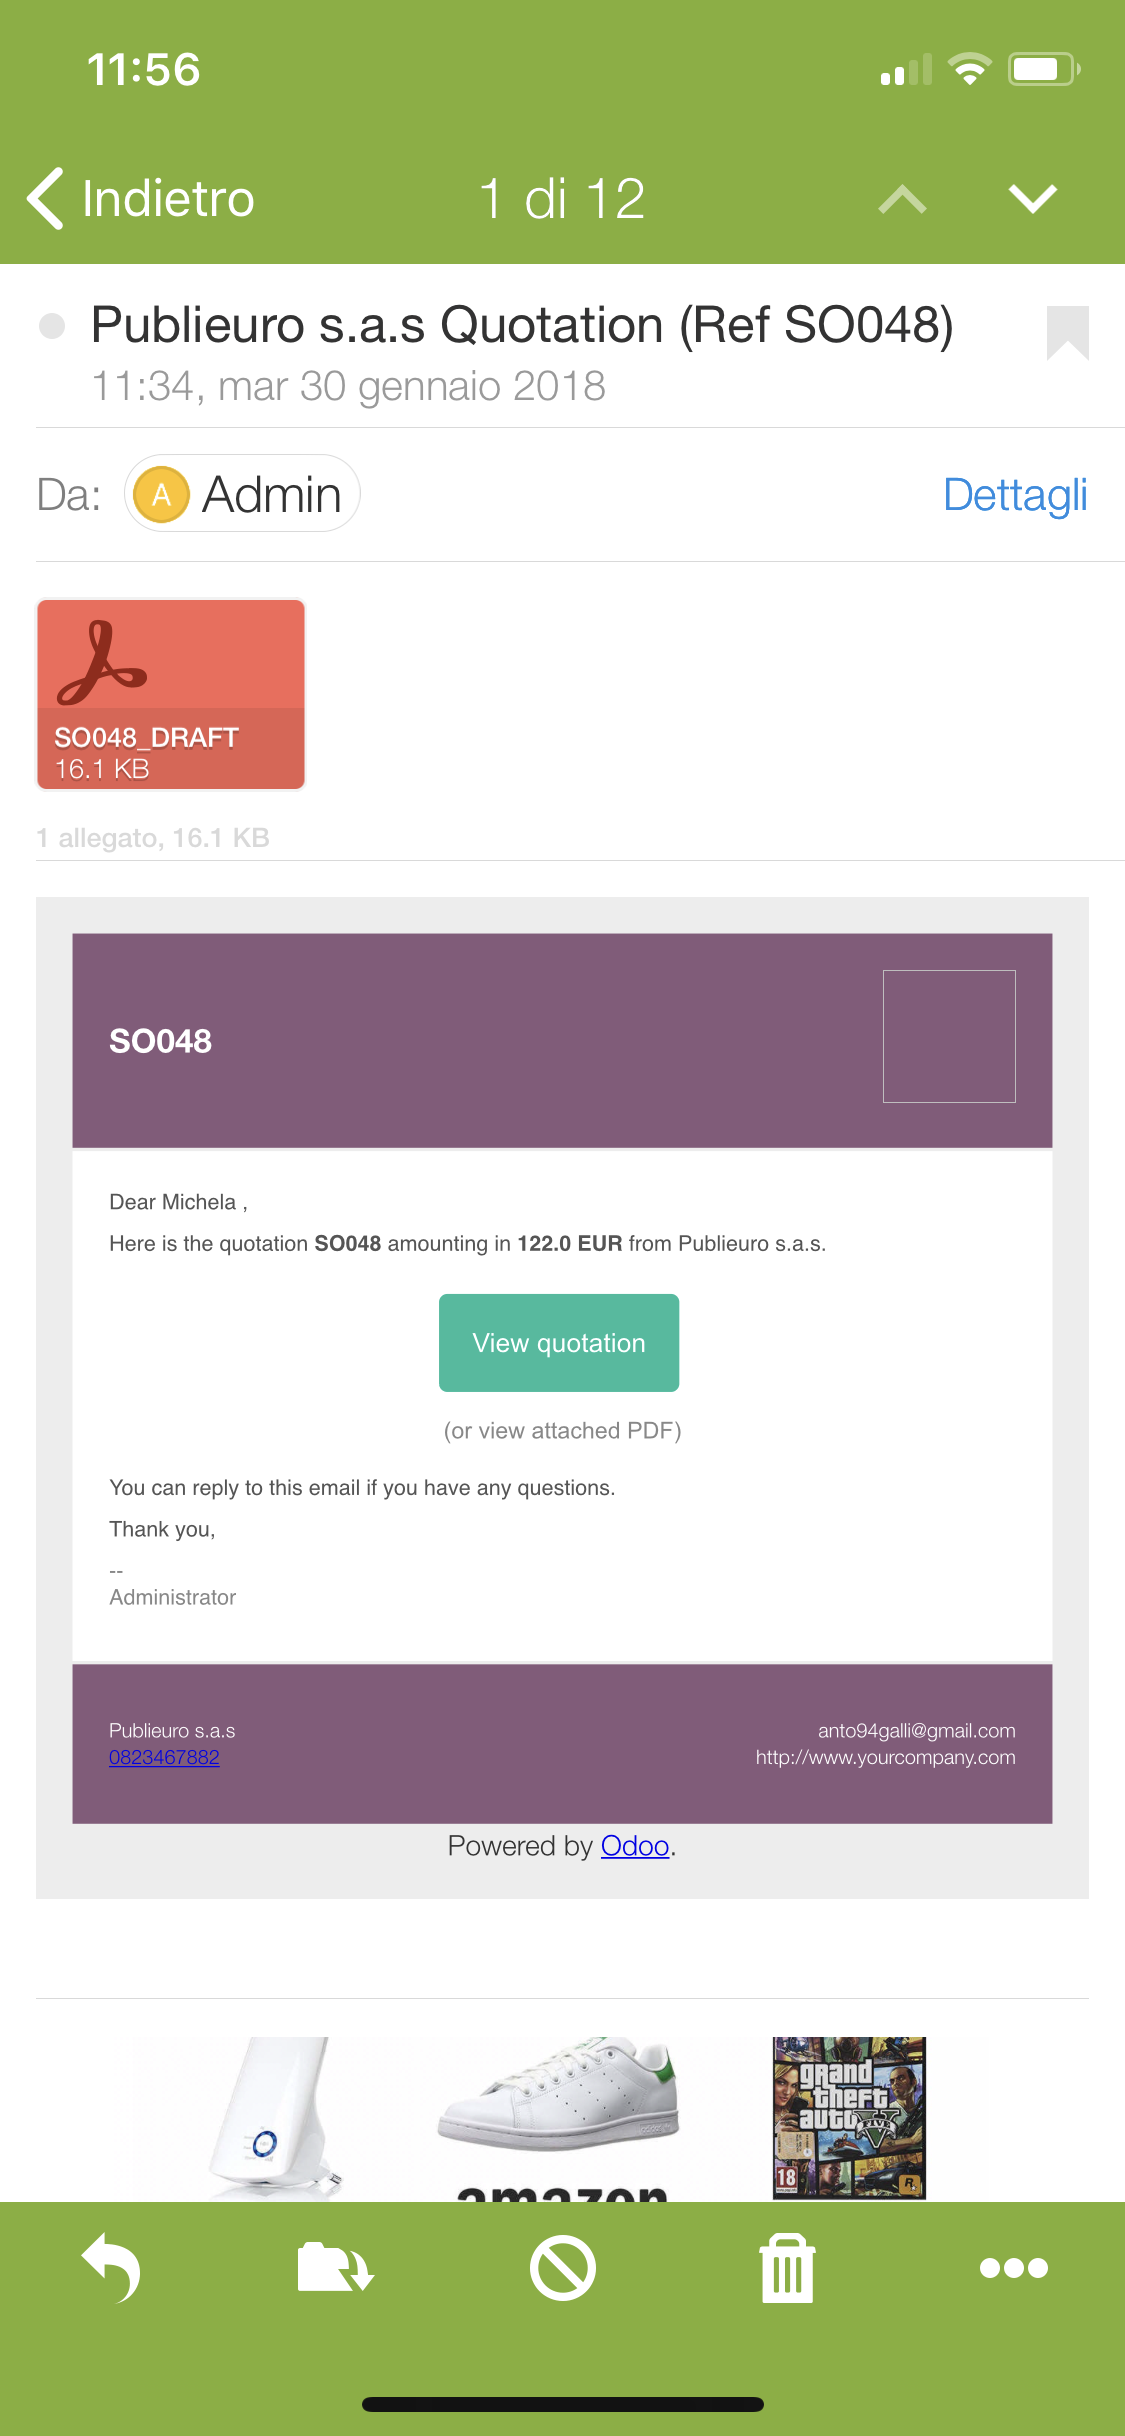 11:56
Indietro
1 di 12
Publieuro s.a.s Quotation (Ref SO048)
11:34, mar 30 gennaio 2018
Da:
A
Admin
Dettagli
SO048_DRAFT
16.1 KB
1 allegato, 16.1 KB
SO048
Dear Michela ,
Here is the quotation SO048 amounting in 122.0 EUR from Publieuro s.a.s.
View quotation
(or view attached PDF)
You can reply to this email if you have any questions.
Thank you,
--
Administrator
Publieuro s.a.s
anto94galli@gmail.com
0823467882
http://www.yourcompany.com
Powered by Odoo.
grand
theft
auto
FIVE
18
R
amazon